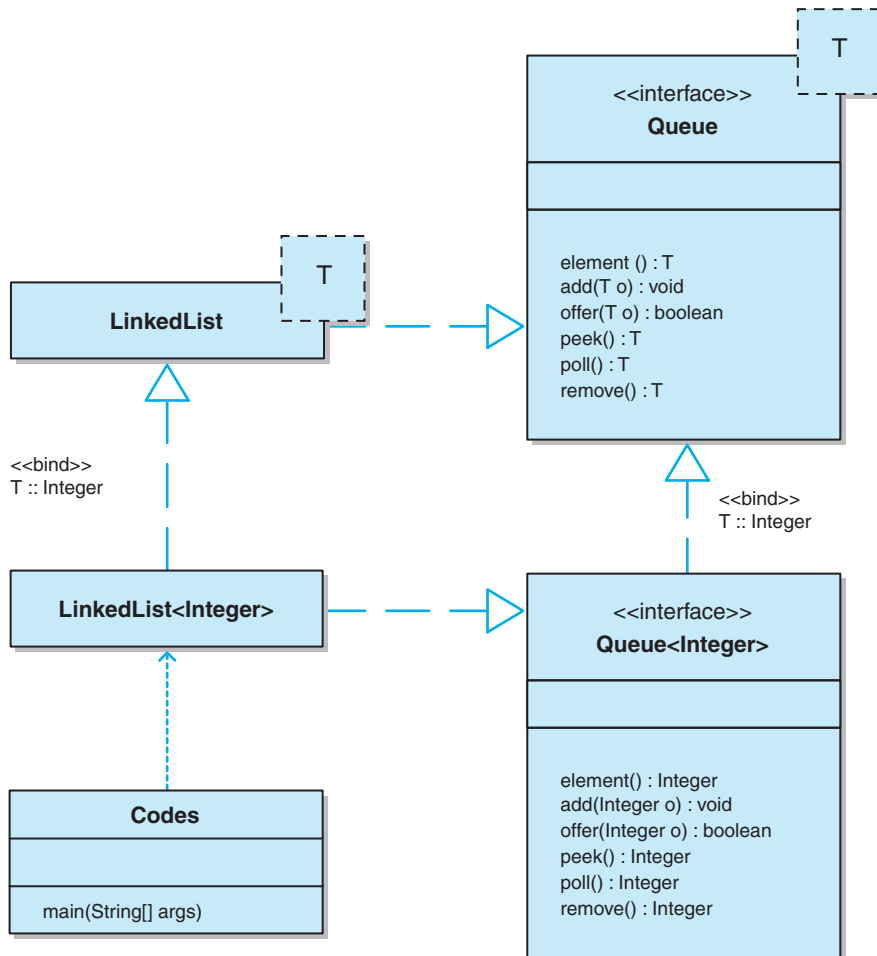 T
<<interface>>
Queue
element () : T
add(T o) : void
offer(T o) : boolean
peek() : T
poll() : T
remove() : T
T
LinkedList
<<bind>>
T :: Integer
<<bind>>
T :: Integer
LinkedList<Integer>
<<interface>>
Queue<Integer>
element() : Integer
add(Integer o) : void
offer(Integer o) : boolean
peek() : Integer
poll() : Integer
remove() : Integer
Codes
main(String[] args)